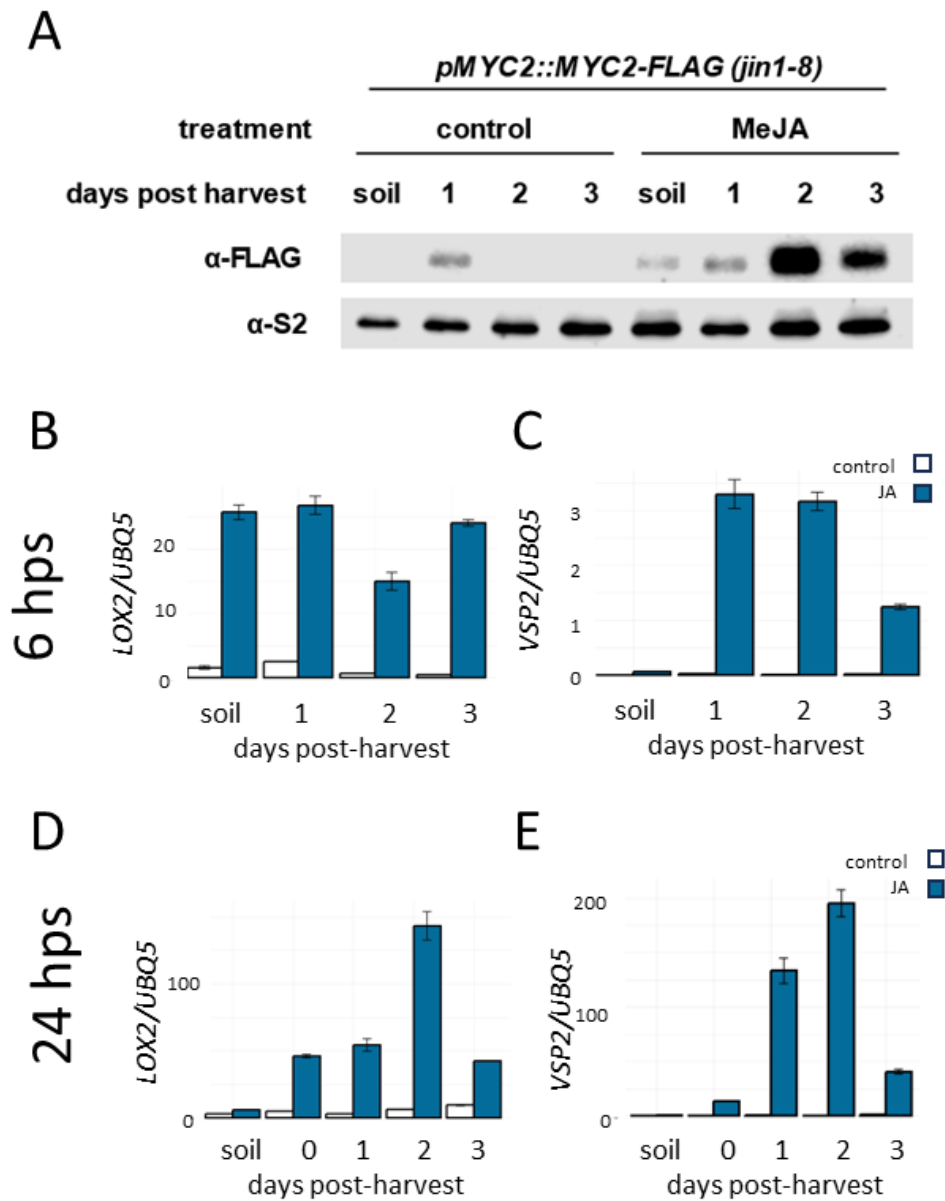 A
pMYC2::MYC2-FLAG (jin1-8)
treatment control MeJA
days post harvest soil 1 2 3 soil 1 2 3
α-FLAG
α-S2
6 hps
B
LOX2/UBQ5
20
10
0
soil 1 2 3
days post-harvest
C
control
JA
VSP2/UBQ5
3
2
1
0
soil 1 2 3
days post-harvest
24 hps
D
LOX2/UBQ5
100
0
soil 0 1 2 3
days post-harvest
E
control
JA
VSP2/UBQ5
200
100
0
soil 0 1 2 3
days post-harvest